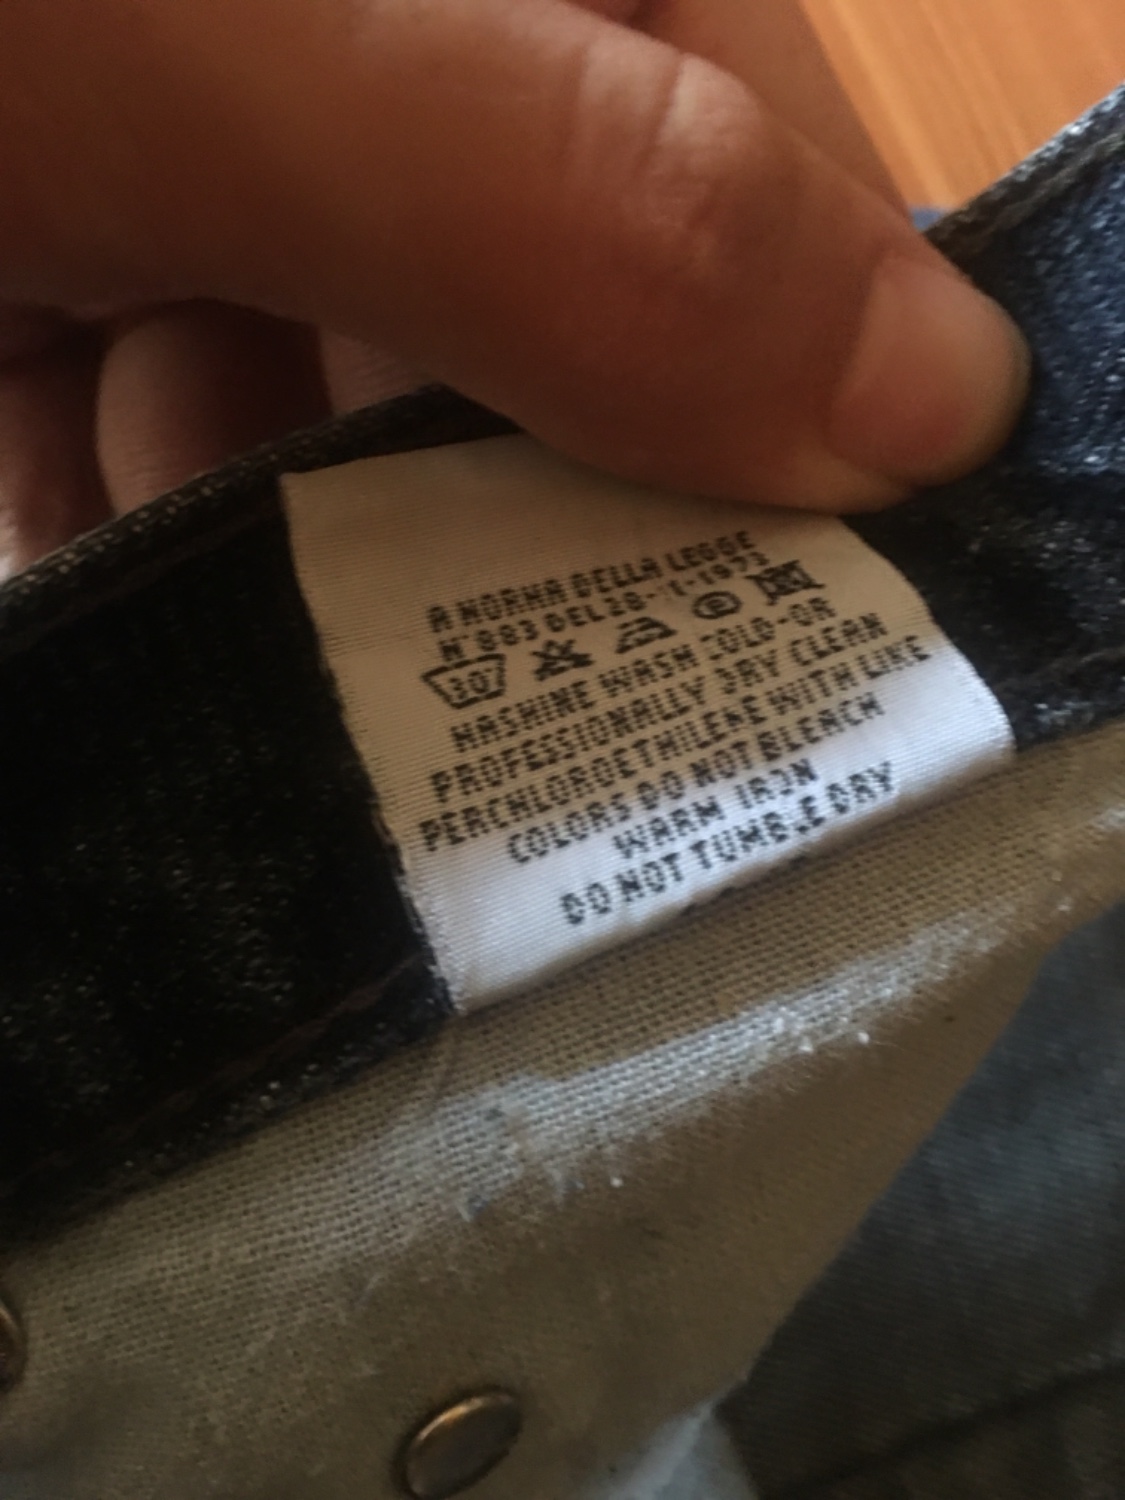 A NORMA DELLA LEGGE
N°883 DEL 26-11-1973
30 P
MASHINE WASH COLD-OR
PROFESSIONALLY DRY CLEAN
PERCHLOROETHILENE WITH LIKE
COLORS DO NOT BLEACH
WARM IRON
DO NOT TUMBLE DRY